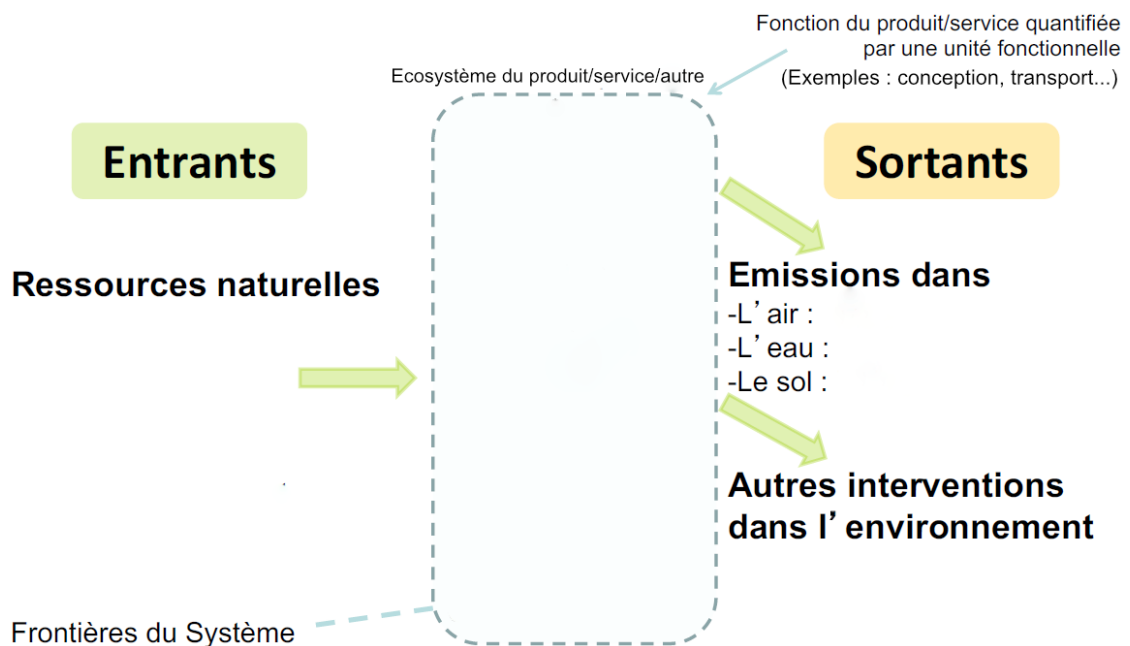 Fonction du produit/service quantifiée
par une unité fonctionnelle
(Exemples : conception, transport...)
Ecosystème du produit/service/autre
Entrants
Sortants
Ressources naturelles
Emissions dans
-L’ air :
-L’ eau :
-Le sol :
Autres interventions
dans l’ environnement
Frontières du Système